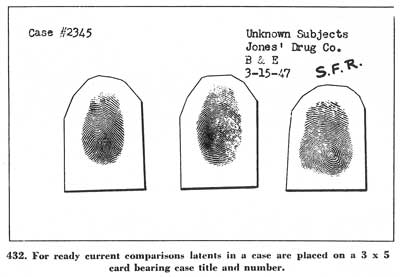 Case #2345
Unknown Subjects
Jones' Drug Co.
B & E
3-15-47
S.F.R.
432. For ready current comparisons latents in a case are placed on a 3 x 5
card bearing case title and number.